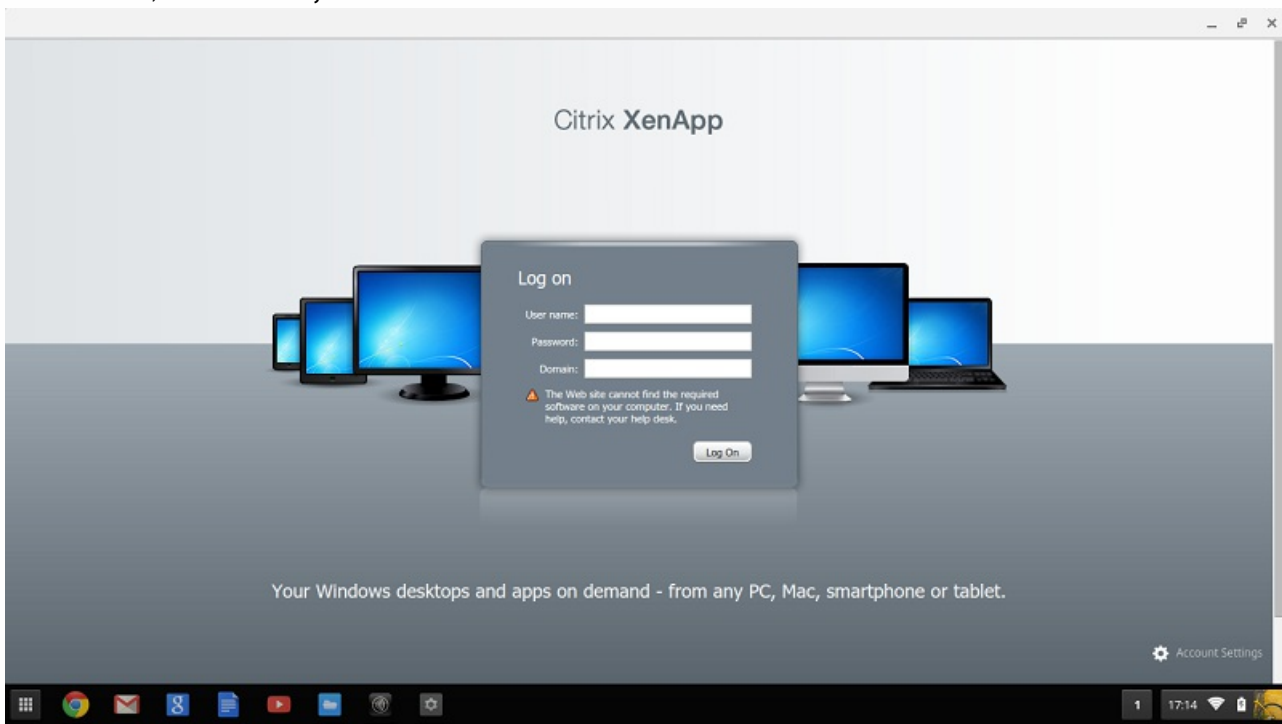 Citrix XenApp
Log on
User name:
Password:
Domain:
The Web site cannot find the required
software on your computer. If you need
help, contact your help desk.
Log On
Your Windows desktops and apps on demand - from any PC, Mac, smartphone or tablet.
Account Settings
8
1
17:14